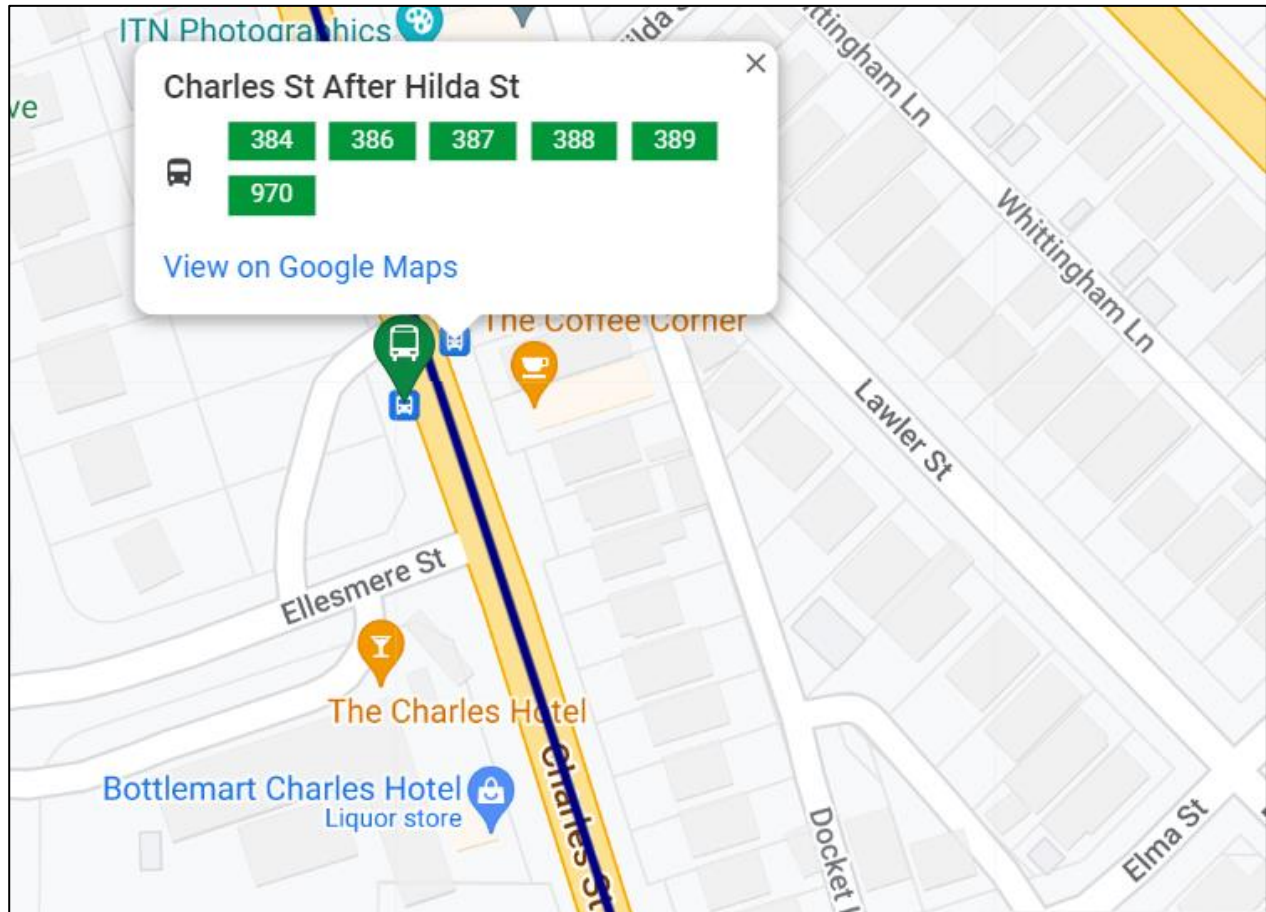 ITN Photographics
Charles St After Hilda St
384 386 387 388 389
970
View on Google Maps
The Coffee Corner
Whittingham Ln
Whittingham Ln
Lawler St
Ellesmere St
The Charles Hotel
Charles St
Bottlemart Charles Hotel
Liquor store
Docket
Elma St